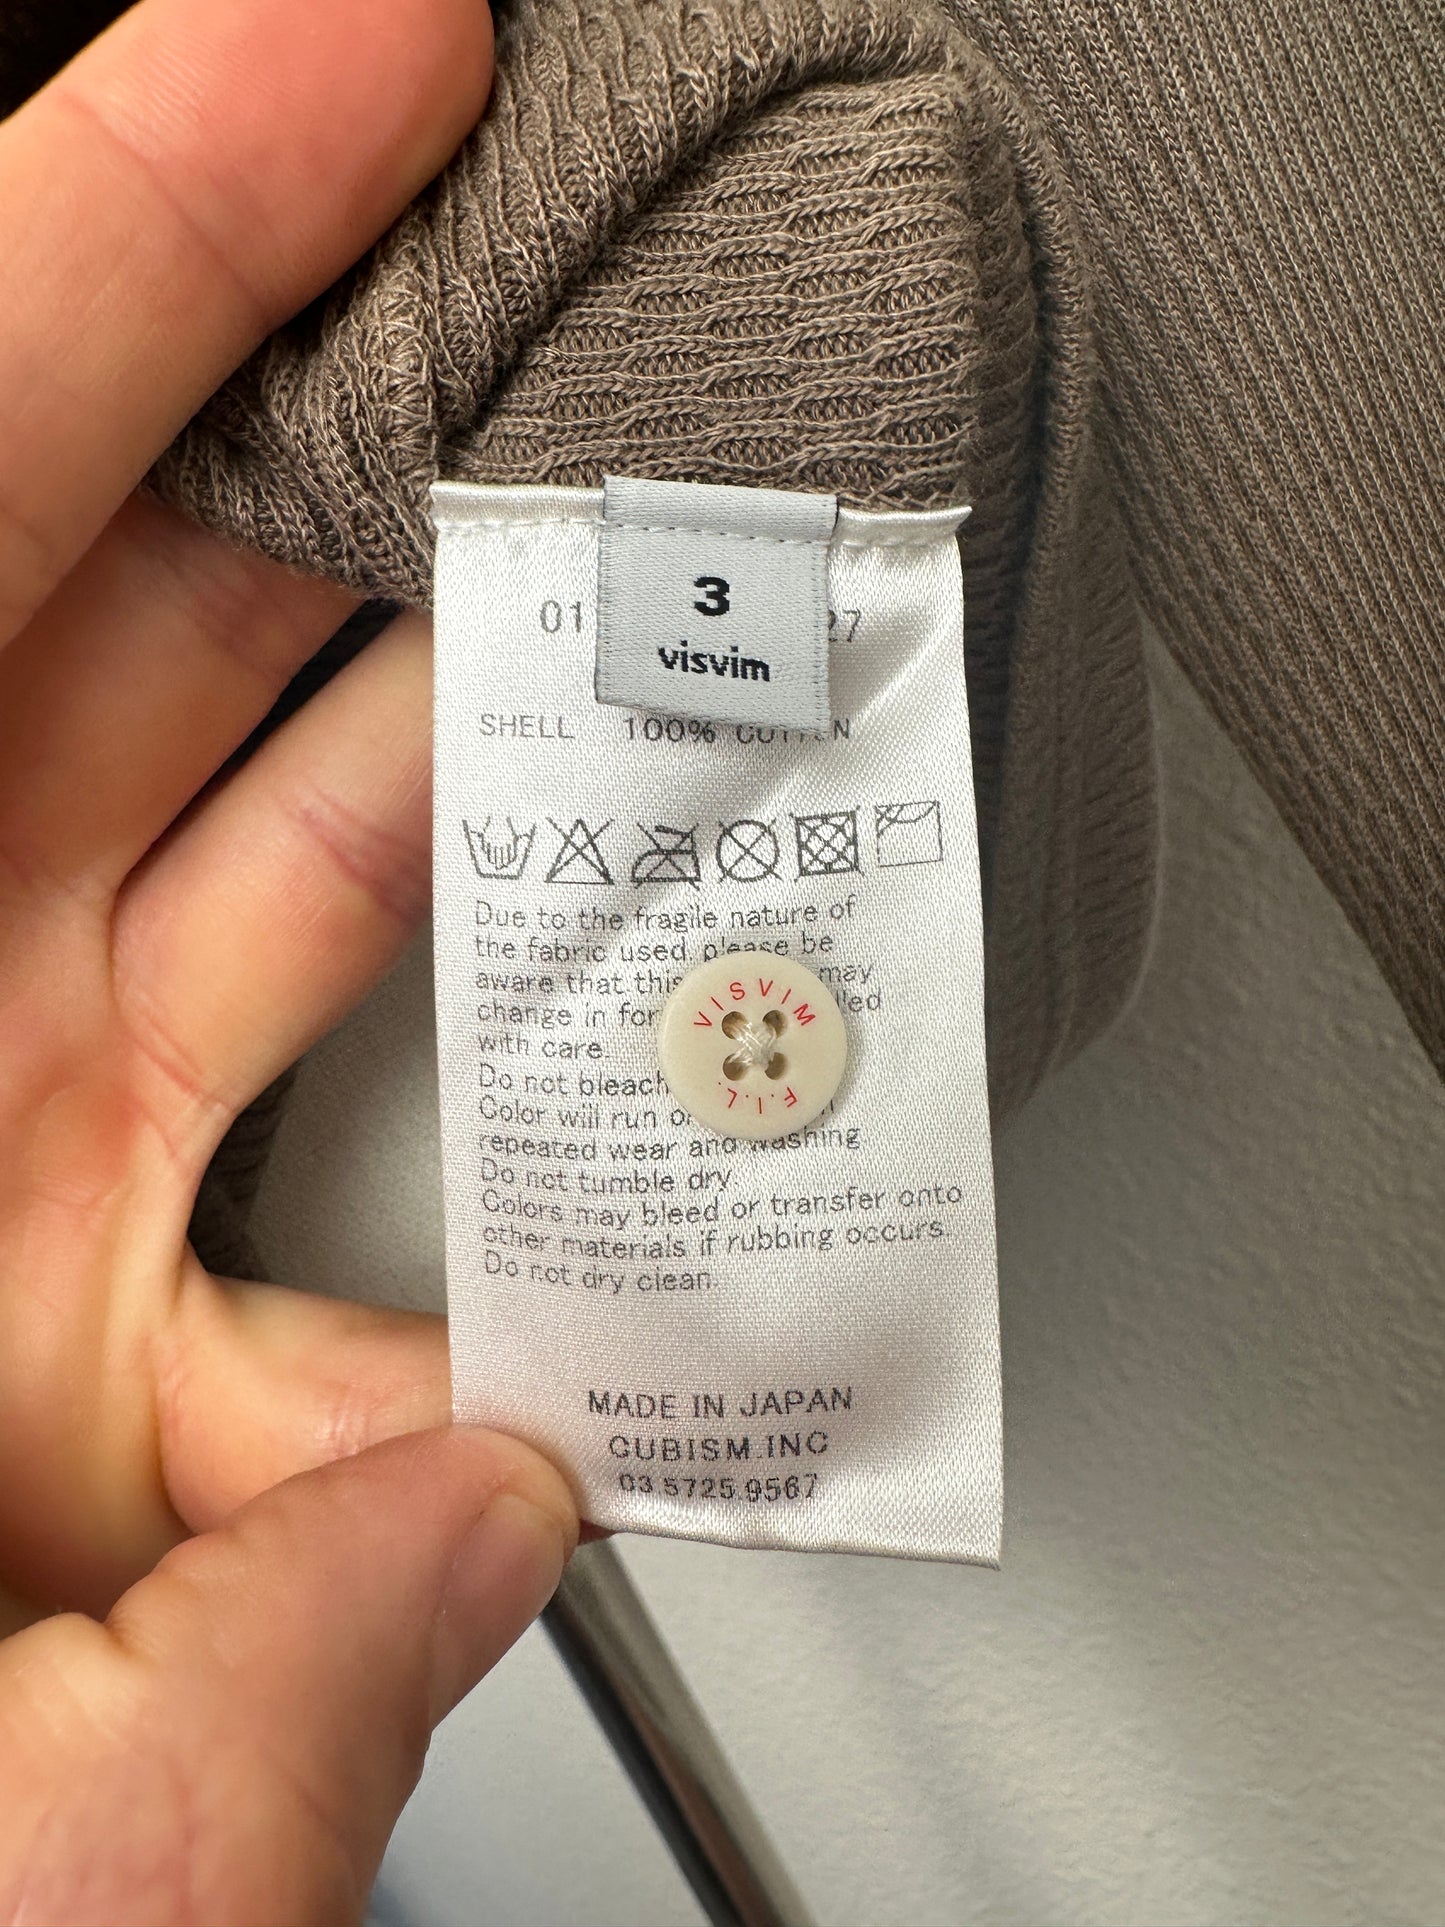 3
visvim
01 27
SHELL 100% COTTON
Due to the fragile nature of
the fabric used, please be
aware that this may
change in for
with care.
Do not bleach
Color will run
repeated wear and washing
Do not tumble dry.
Colors may bleed or transfer onto
other materials if rubbing occurs.
Do not dry clean.
VISVIM
F.I.L.
MADE IN JAPAN
CUBISM.INC
03.5725.9567